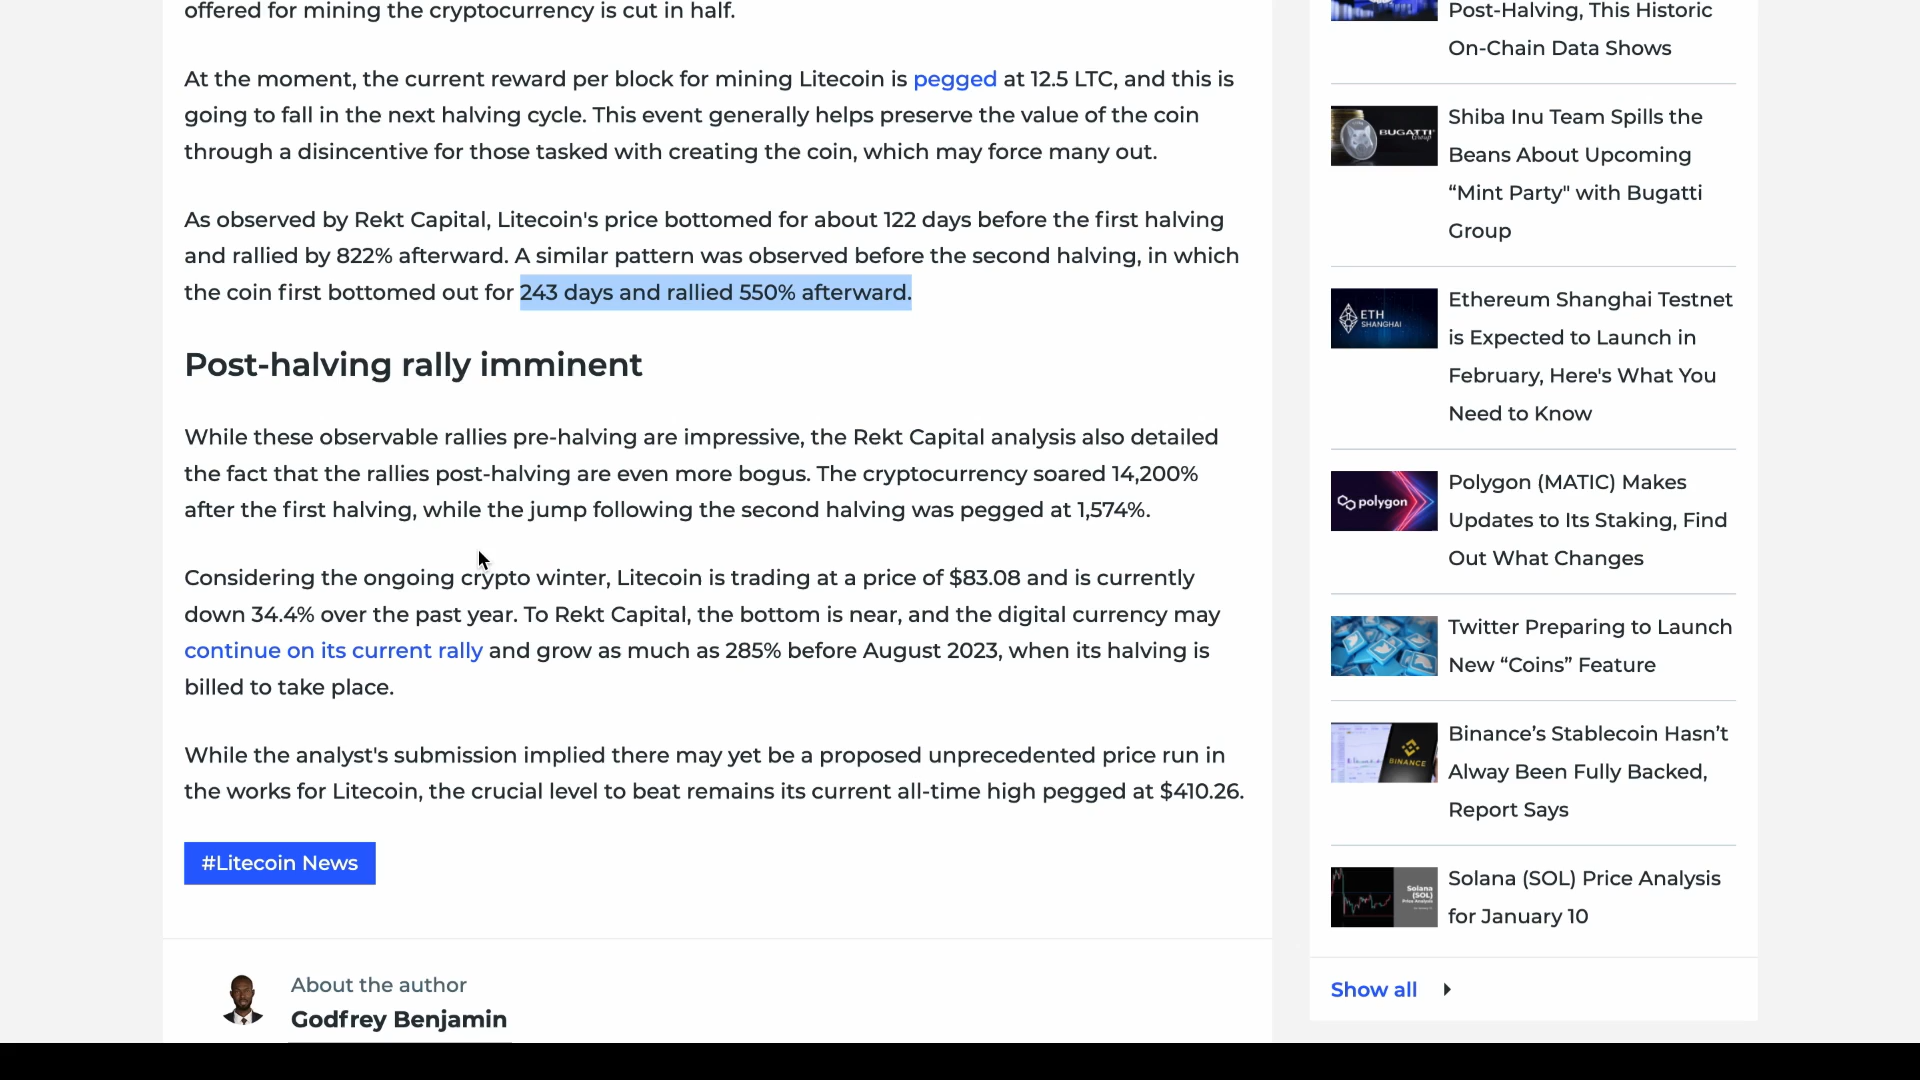 offered for mining the cryptocurrency is cut in half.
At the moment, the current reward per block for mining Litecoin is pegged at 12.5 LTC, and this is
going to fall in the next halving cycle. This event generally helps preserve the value of the coin
through a disincentive for those tasked with creating the coin, which may force many out.
As observed by Rekt Capital, Litecoin's price bottomed for about 122 days before the first halving
and rallied by 822% afterward. A similar pattern was observed before the second halving, in which
the coin first bottomed out for 243 days and rallied 550% afterward.
Post-halving rally imminent
While these observable rallies pre-halving are impressive, the Rekt Capital analysis also detailed
the fact that the rallies post-halving are even more bogus. The cryptocurrency soared 14,200%
after the first halving, while the jump following the second halving was pegged at 1,574%.
Considering the ongoing crypto winter, Litecoin is trading at a price of $83.08 and is currently
down 34.4% over the past year. To Rekt Capital, the bottom is near, and the digital currency may
continue on its current rally and grow as much as 285% before August 2023, when its halving is
billed to take place.
While the analyst's submission implied there may yet be a proposed unprecedented price run in
the works for Litecoin, the crucial level to beat remains its current all-time high pegged at $410.26.
#Litecoin News
About the author
Godfrey Benjamin
Post-Halving, This Historic
On-Chain Data Shows
BUGATTI
Group
Shiba Inu Team Spills the
Beans About Upcoming
“Mint Party" with Bugatti
Group
ETH
SHANGHAI
Ethereum Shanghai Testnet
is Expected to Launch in
February, Here's What You
Need to Know
polygon
Polygon (MATIC) Makes
Updates to Its Staking, Find
Out What Changes
Twitter Preparing to Launch
New “Coins” Feature
BINANCE
Binance’s Stablecoin Hasn’t
Alway Been Fully Backed,
Report Says
Solana
(SOL)
Price Analysis
Solana (SOL) Price Analysis
for January 10
Show all